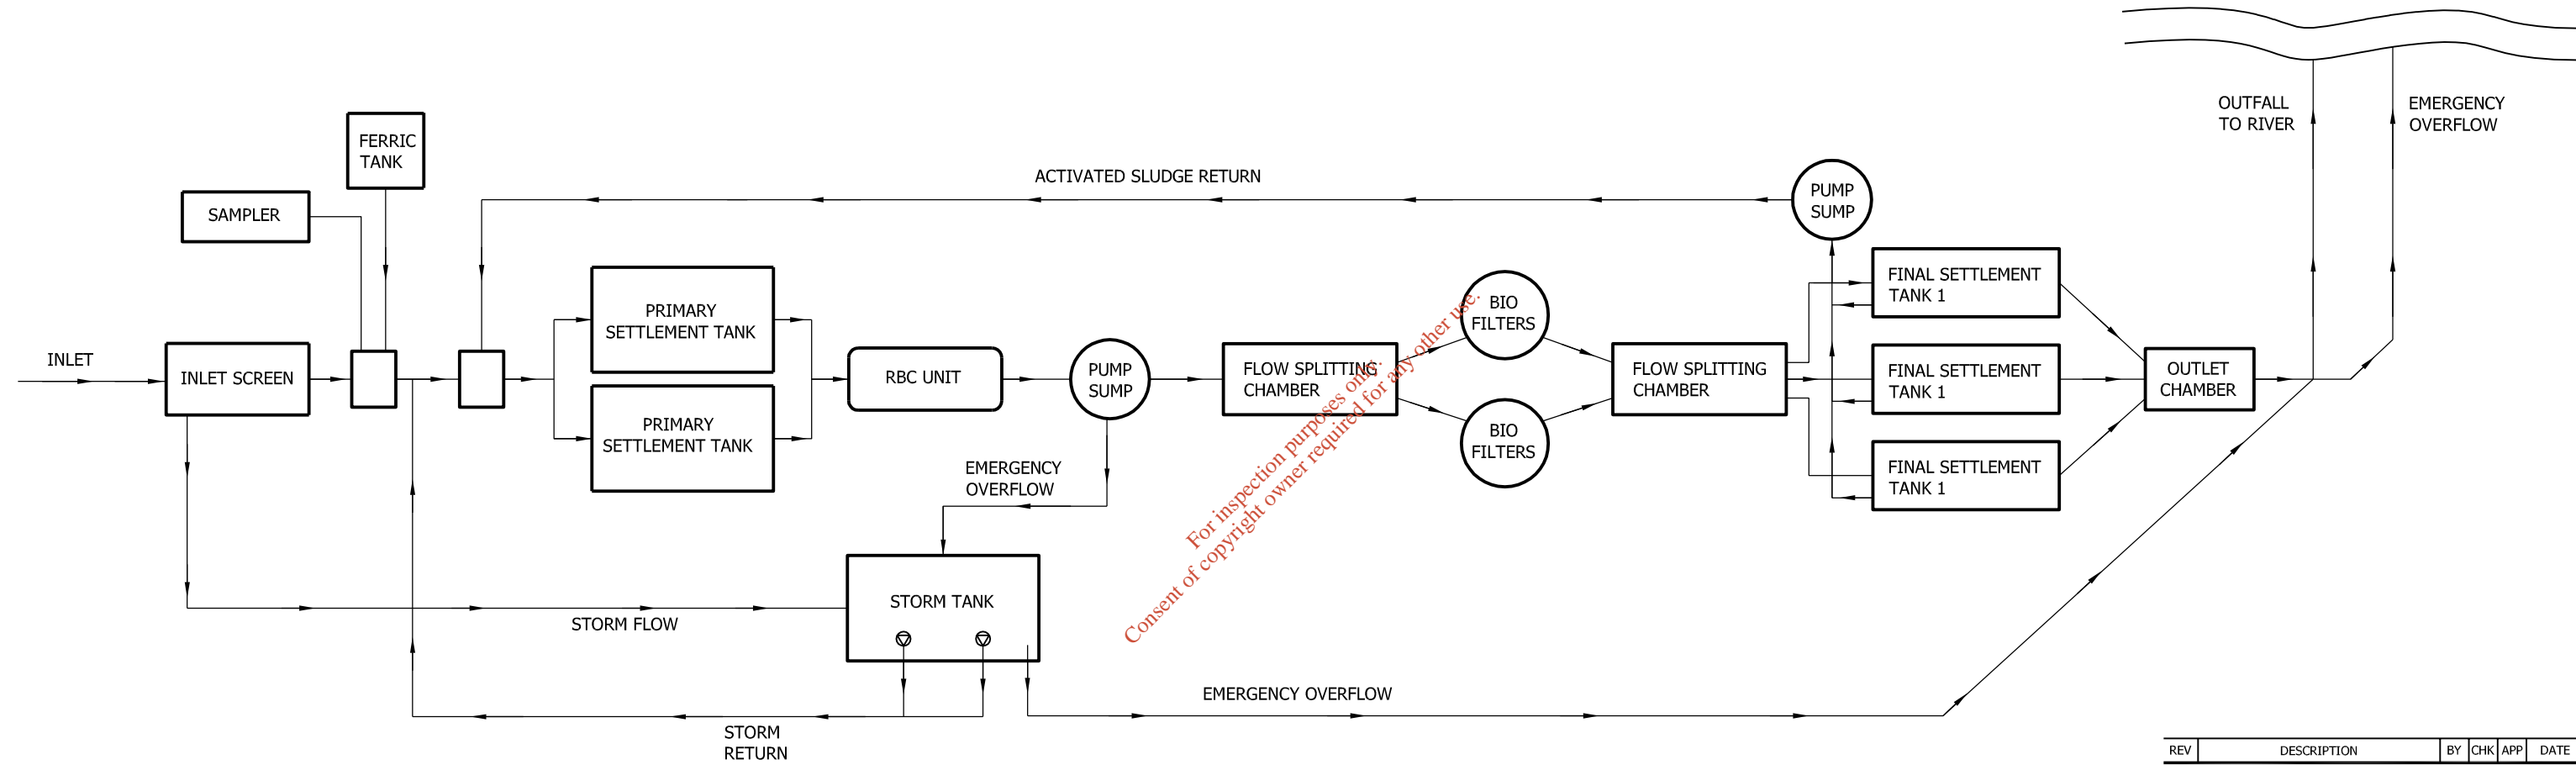 OUTFALL
TO RIVER
EMERGENCY
OVERFLOW
FERRIC
TANK
SAMPLER
ACTIVATED SLUDGE RETURN
PUMP
SUMP
INLET
INLET SCREEN
PRIMARY
SETTLEMENT TANK
PRIMARY
SETTLEMENT TANK
RBC UNIT
PUMP
SUMP
FLOW SPLITTING
CHAMBER
BIO
FILTERS
BIO
FILTERS
FLOW SPLITTING
CHAMBER
FINAL SETTLEMENT
TANK 1
FINAL SETTLEMENT
TANK 1
FINAL SETTLEMENT
TANK 1
OUTLET
CHAMBER
EMERGENCY
OVERFLOW
For inspection purposes only.
Consent of copyright owner required for any other use.
STORM TANK
STORM FLOW
EMERGENCY OVERFLOW
STORM
RETURN
REV DESCRIPTION BY CHK APP DATE